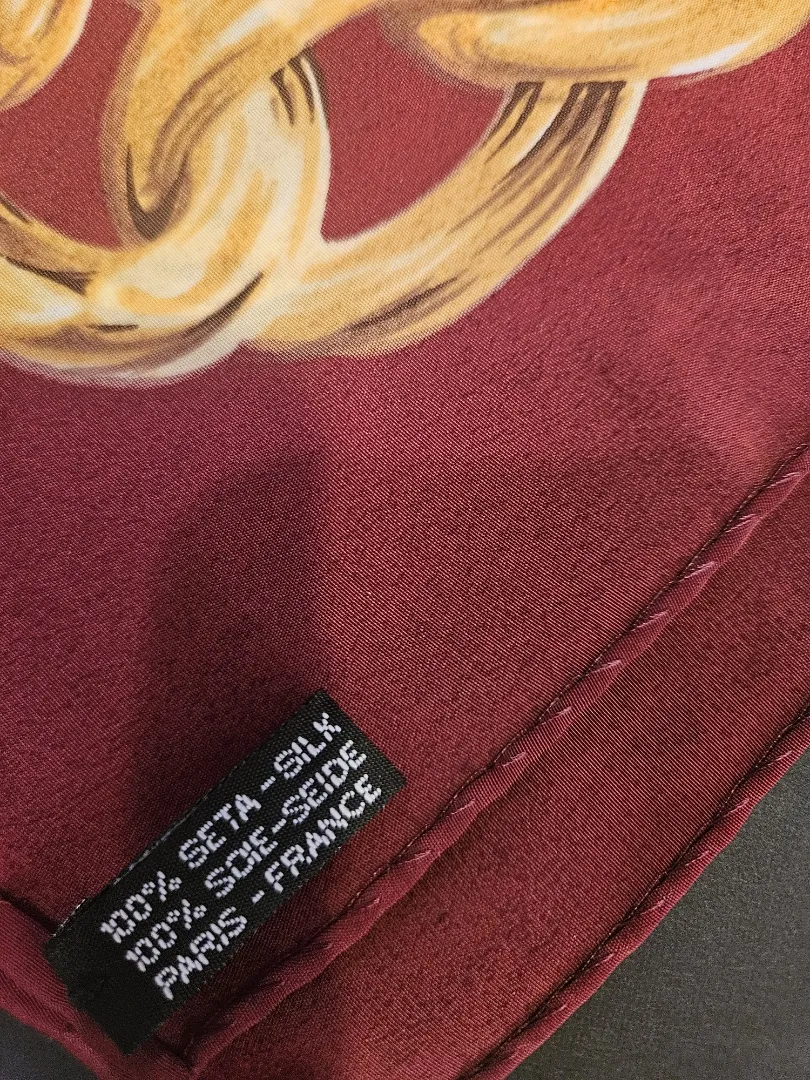 100% SETA-SILK
100% SOIE-SEIDE
PARIS-FRANCE